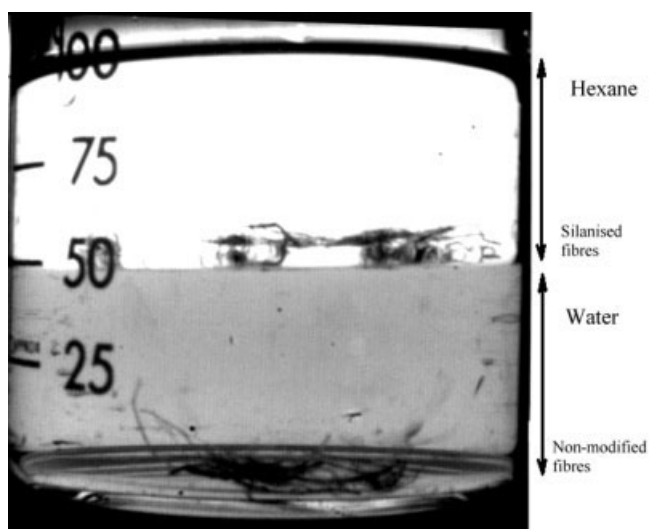 100
75
50
25
Hexane
Silanised
fibres
Water
Non-modified
fibres